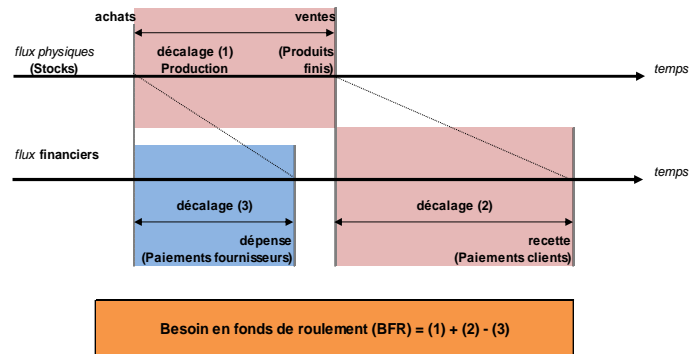 achats
ventes
flux physiques
(Stocks)
décalage (1)
Production
(Produits
finis)
temps
flux financiers
temps
décalage (3)
décalage (2)
dépense
(Paiements fournisseurs)
recette
(Paiements clients)
Besoin en fonds de roulement (BFR) = (1) + (2) - (3)